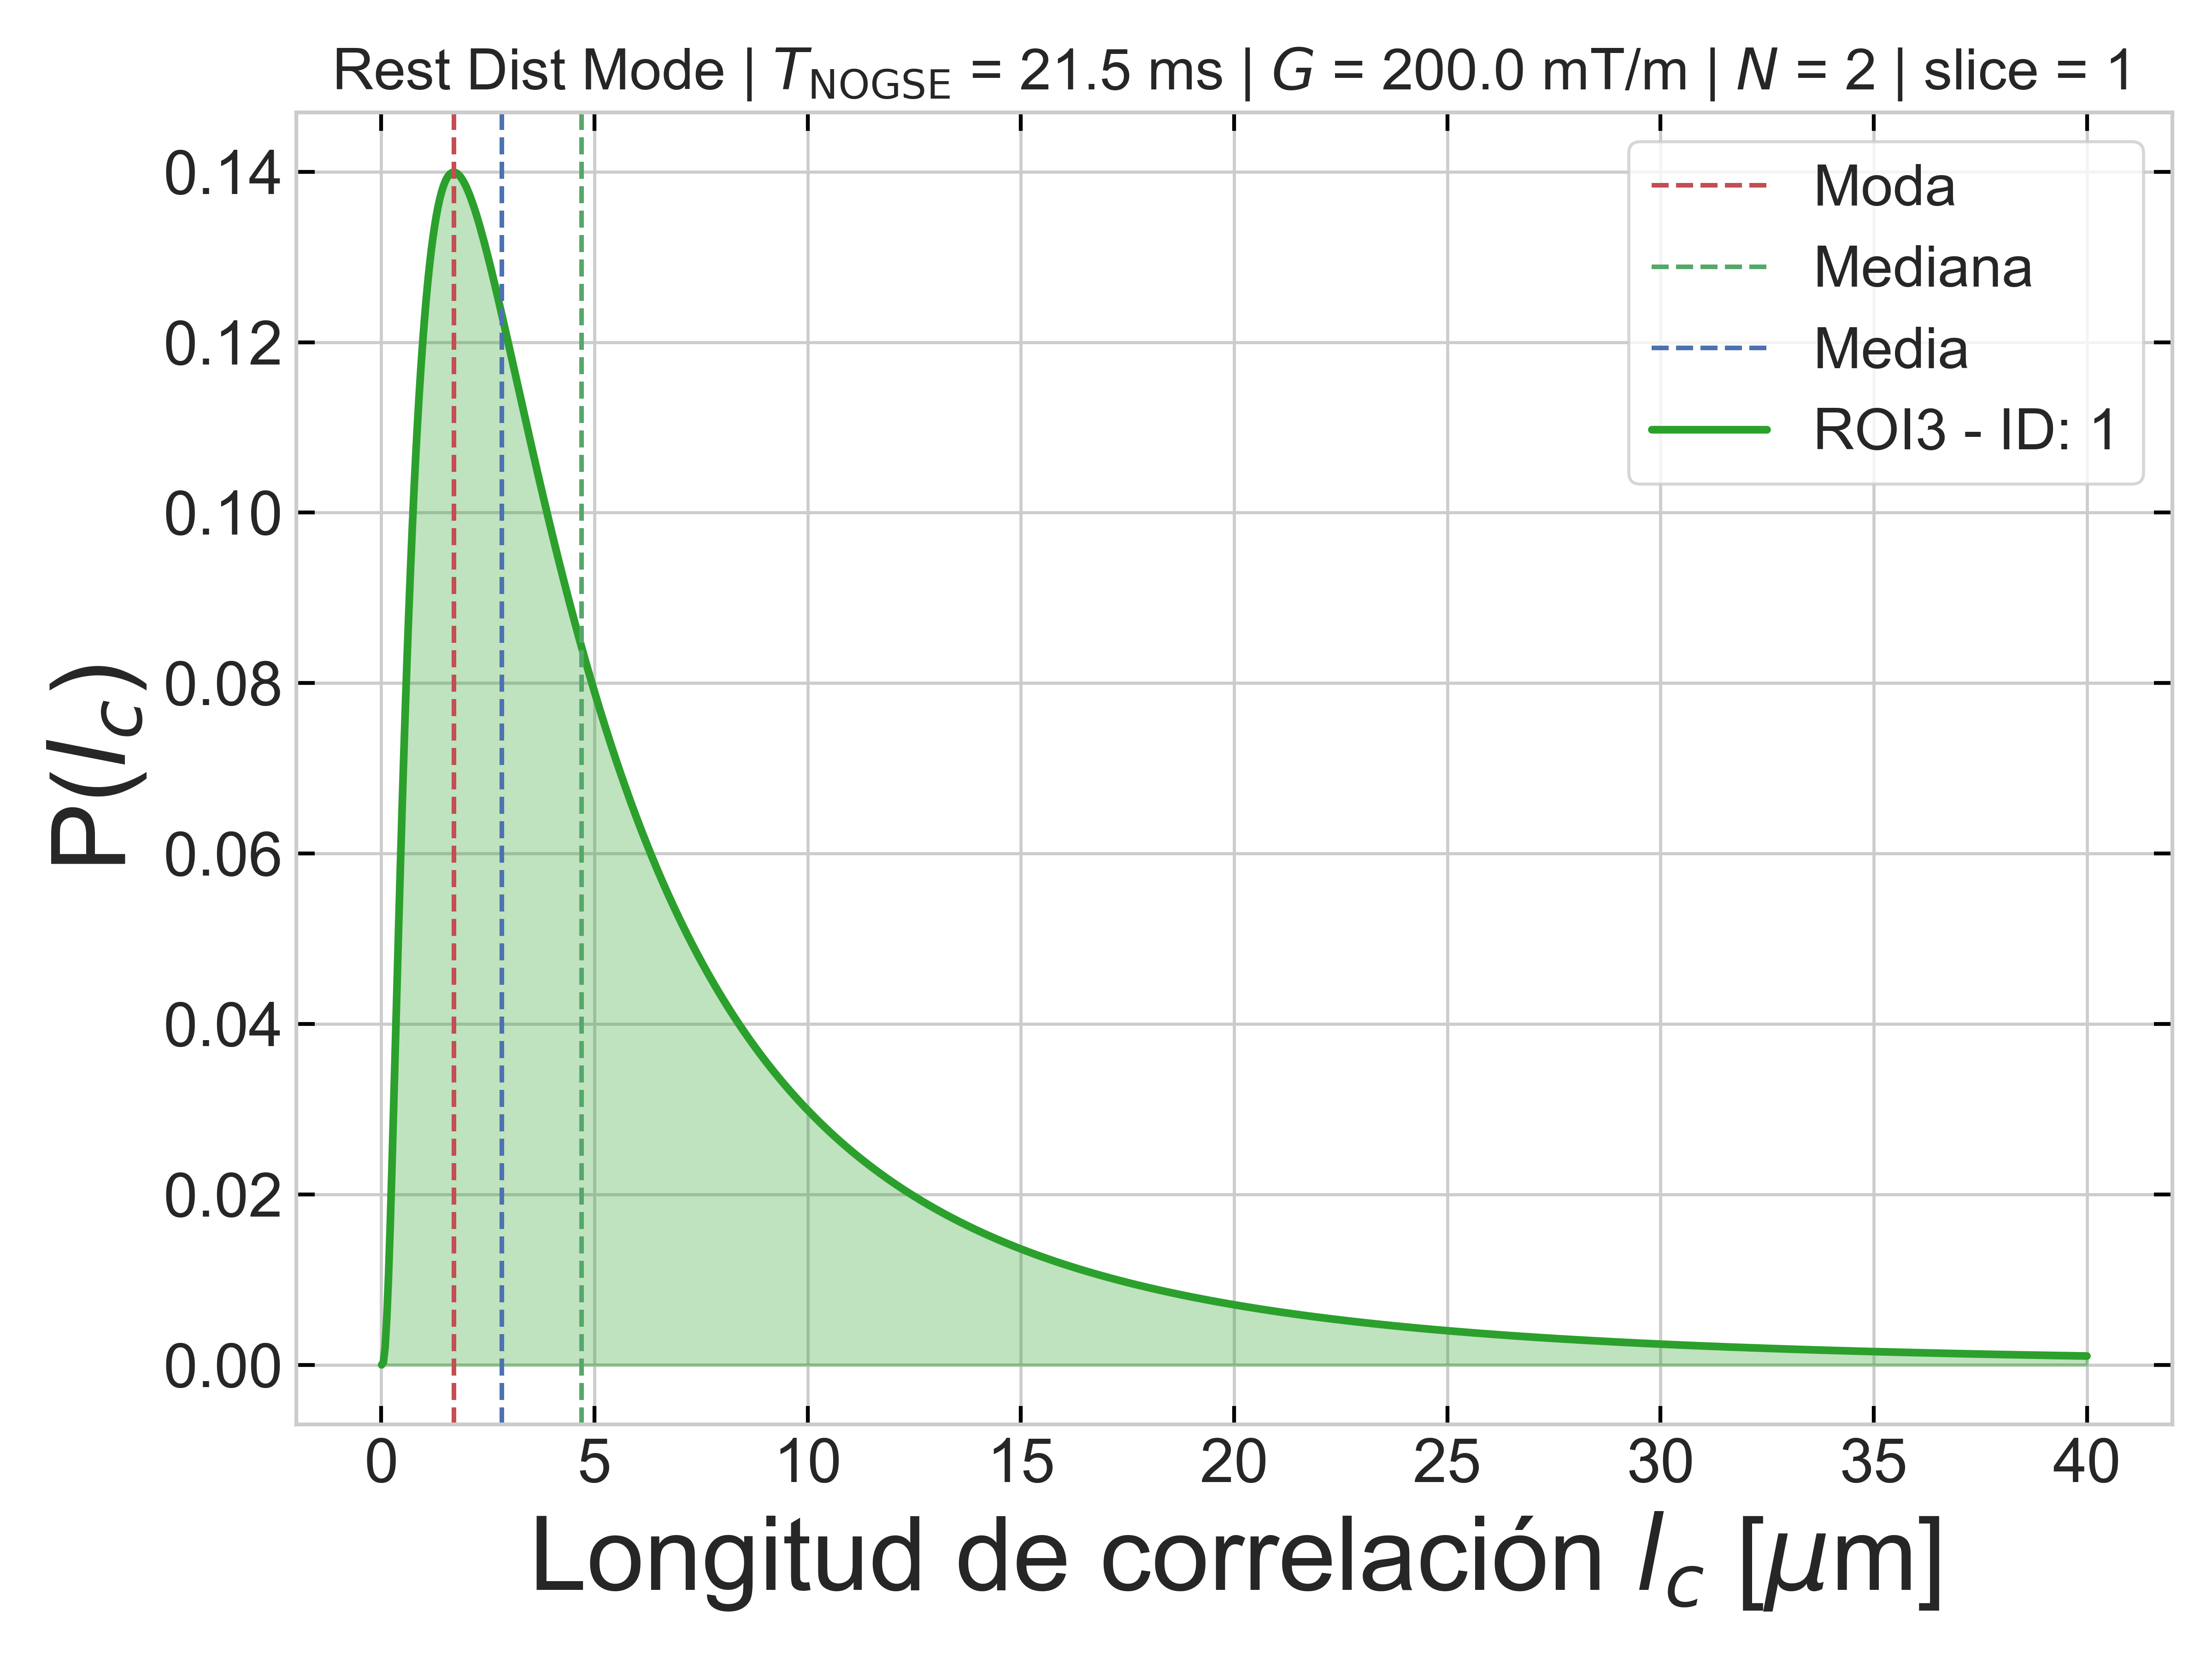 Rest Dist Mode | T_NOGSE = 21.5 ms | G = 200.0 mT/m | N = 2 | slice = 1
Moda
Mediana
Media
ROI3 - ID: 1
P(l_c)
0.14
0.12
0.10
0.08
0.06
0.04
0.02
0.00
0 5 10 15 20 25 30 35 40
Longitud de correlación l_c [μm]